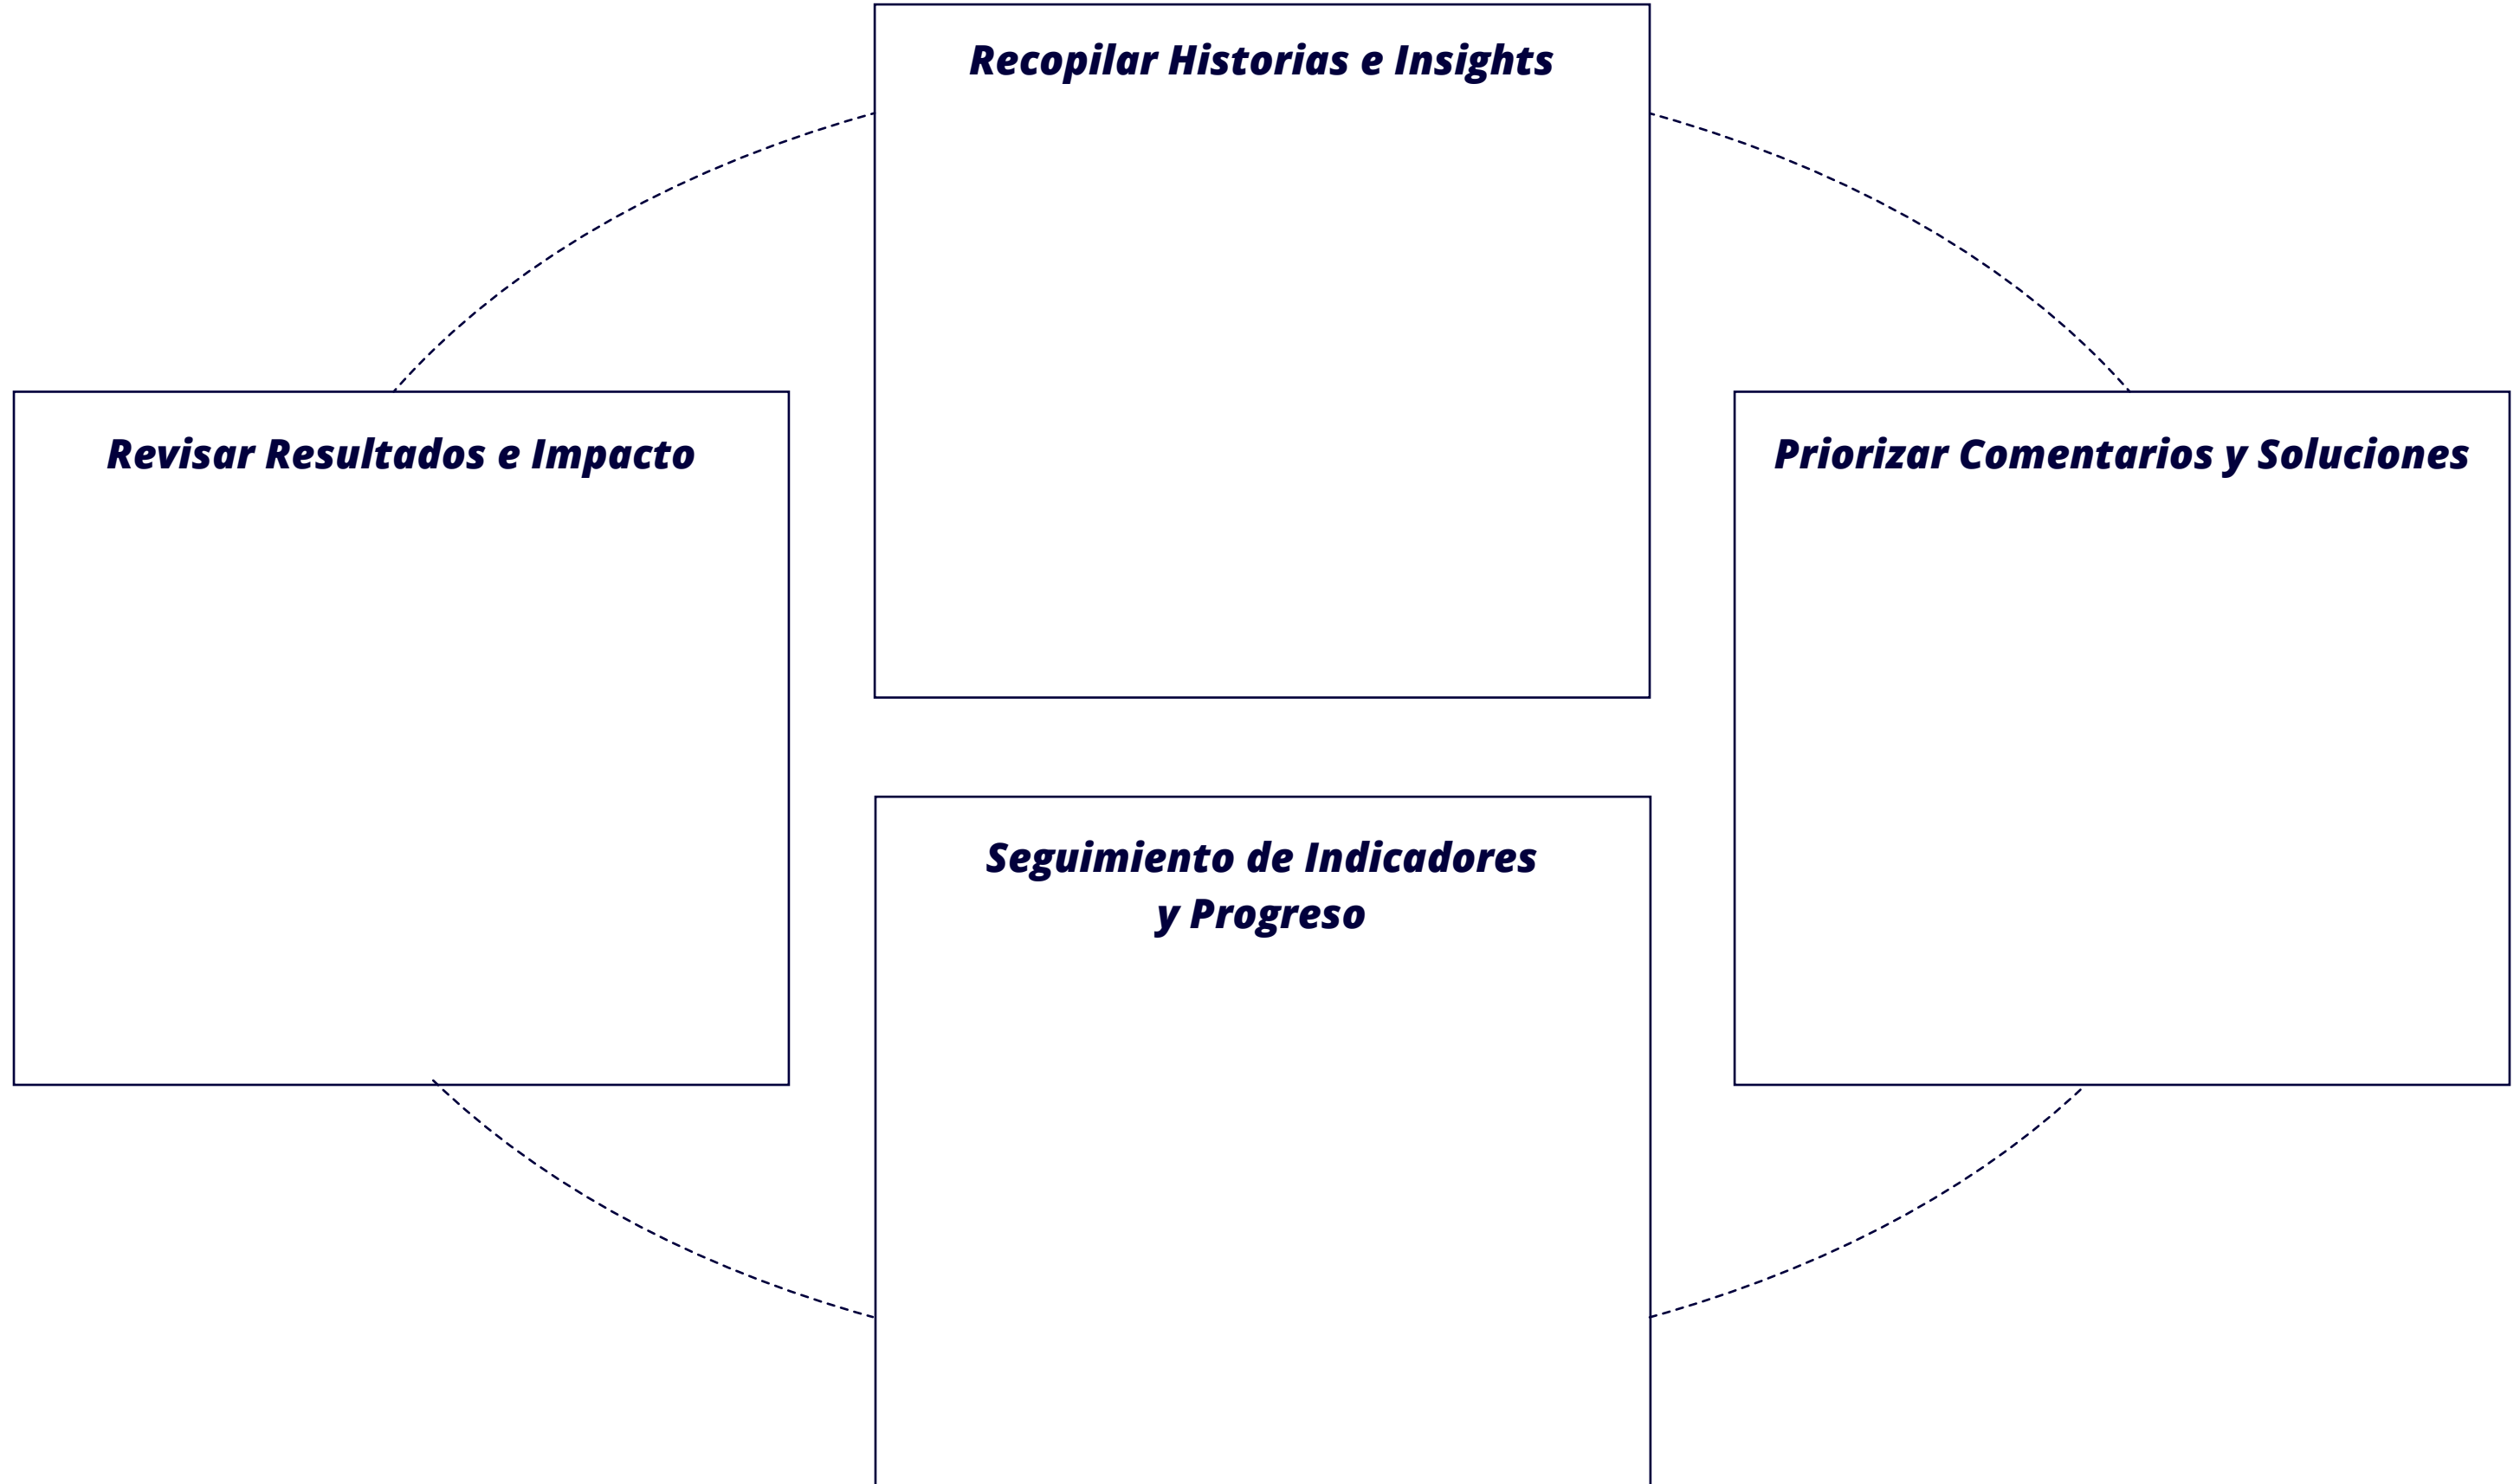 Recopilar Historias e Insights
Revisar Resultados e Impacto
Priorizar Comentarios y Soluciones
Seguimiento de Indicadores
y Progreso